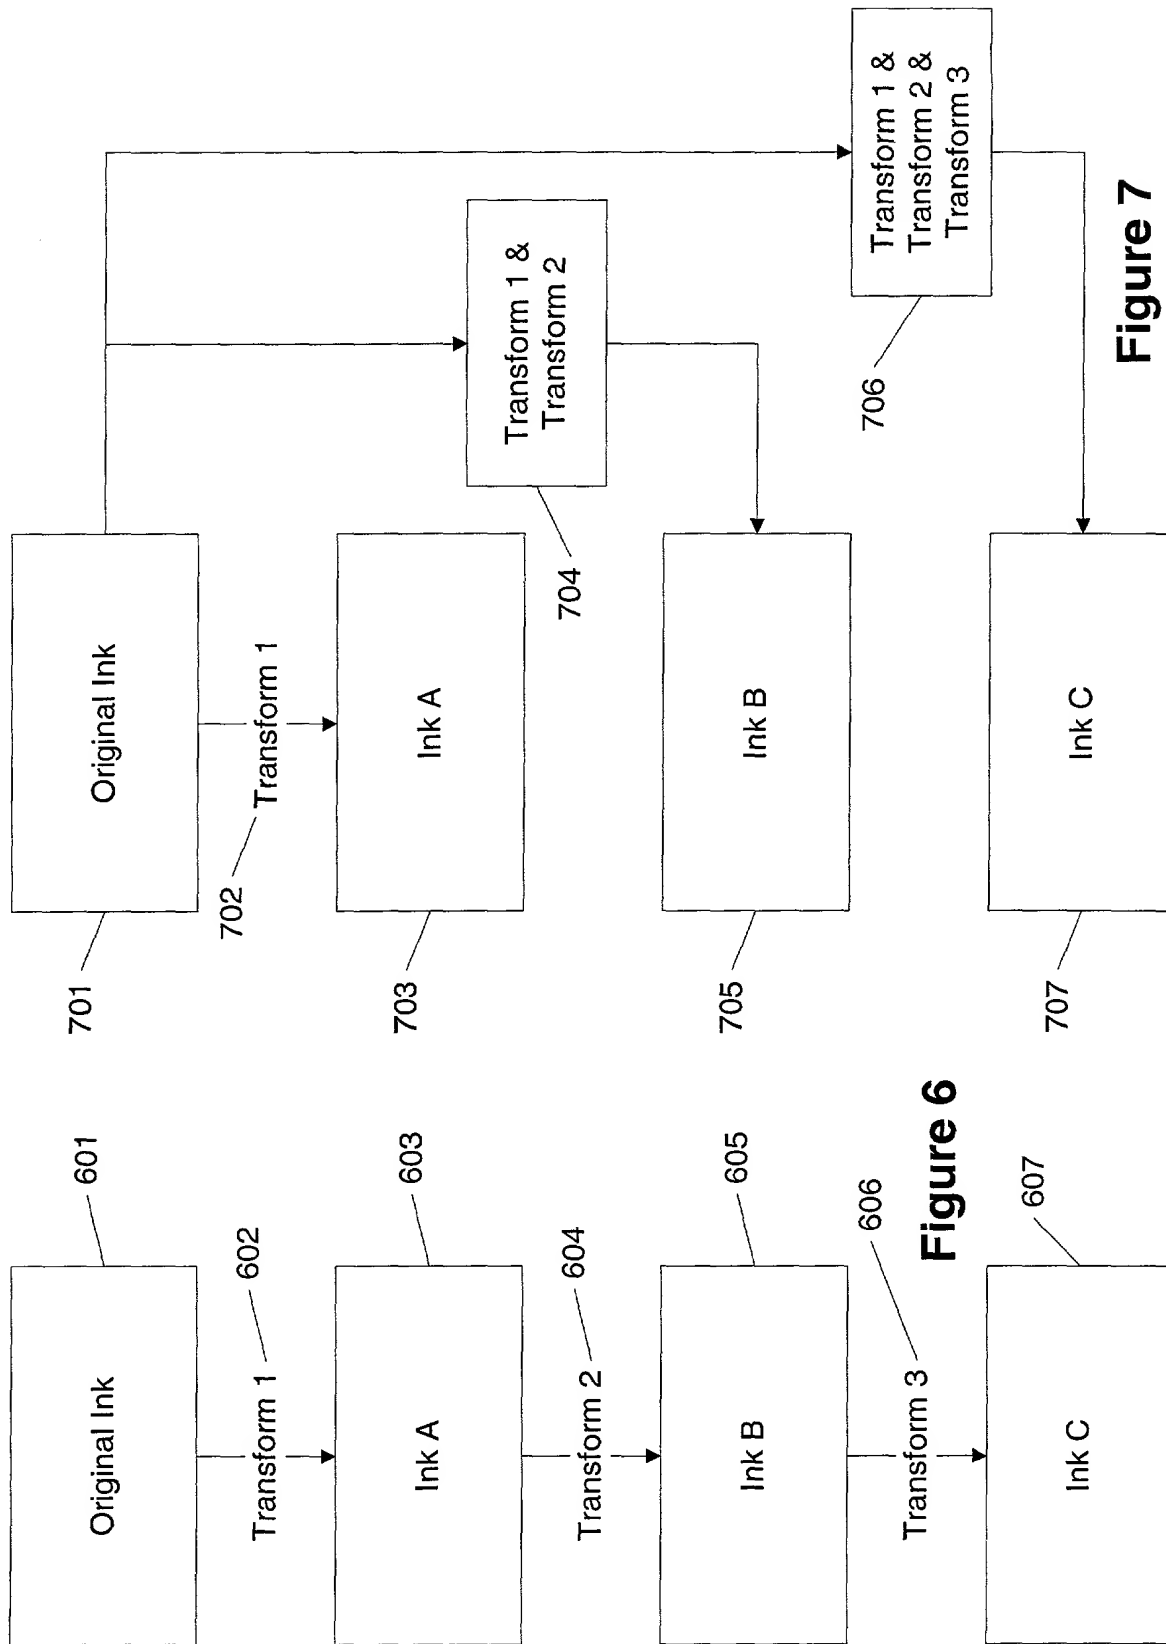 Original Ink
601
602
Transform 1
Ink A
603
604
Transform 2
Ink B
605
606
Transform 3
Ink C
607
Figure 6
701
Original Ink
702
Transform 1
703
Ink A
Transform 1 &
Transform 2
704
705
Ink B
Transform 1 &
Transform 2 &
Transform 3
706
707
Ink C
Figure 7